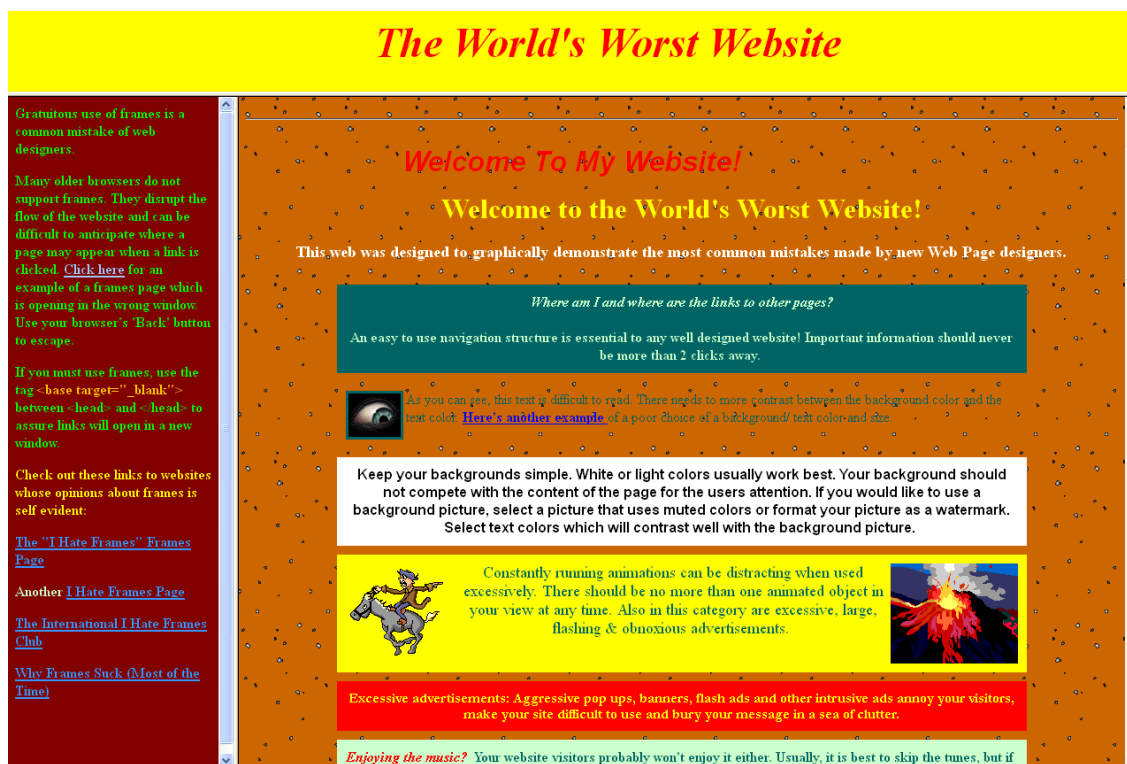 The World's Worst Website
Gratuitous use of frames is a
common mistake of web
designers.
Many older browsers do not
support frames. They disrupt the
flow of the website and can be
difficult to anticipate where a
page may appear when a link is
clicked. Click here for an
example of a frames page which
is opening in the wrong window.
Use your browser's 'Back' button
to escape.
If you must use frames, use the
tag <base target="_blank">
between <head> and </head> to
assure links will open in a new
window.
Check out these links to websites
whose opinions about frames is
self evident:
The "I Hate Frames" Frames
Page
Another I Hate Frames Page
The International I Hate Frames
Club
Why Frames Suck (Most of the
Time)
Welcome To My Website!
Welcome to the World's Worst Website!
This web was designed to graphically demonstrate the most common mistakes made by new Web Page designers.
Where am I and where are the links to other pages?
An easy to use navigation structure is essential to any well designed website! Important information should never
be more than 2 clicks away.
As you can see, this text is difficult to read. There needs to more contrast between the background color and the
text color. Here's another example of a poor choice of a background/ text color and size.
Keep your backgrounds simple. White or light colors usually work best. Your background should
not compete with the content of the page for the users attention. If you would like to use a
background picture, select a picture that uses muted colors or format your picture as a watermark.
Select text colors which will contrast well with the background picture.
Constantly running animations can be distracting when used
excessively. There should be no more than one animated object in
your view at any time. Also in this category are excessive, large,
flashing & obnoxious advertisements.
Excessive advertisements: Aggressive pop ups, banners, flash ads and other intrusive ads annoy your visitors,
make your site difficult to use and bury your message in a sea of clutter.
Enjoying the music? Your website visitors probably won't enjoy it either. Usually, it is best to skip the tunes, but if